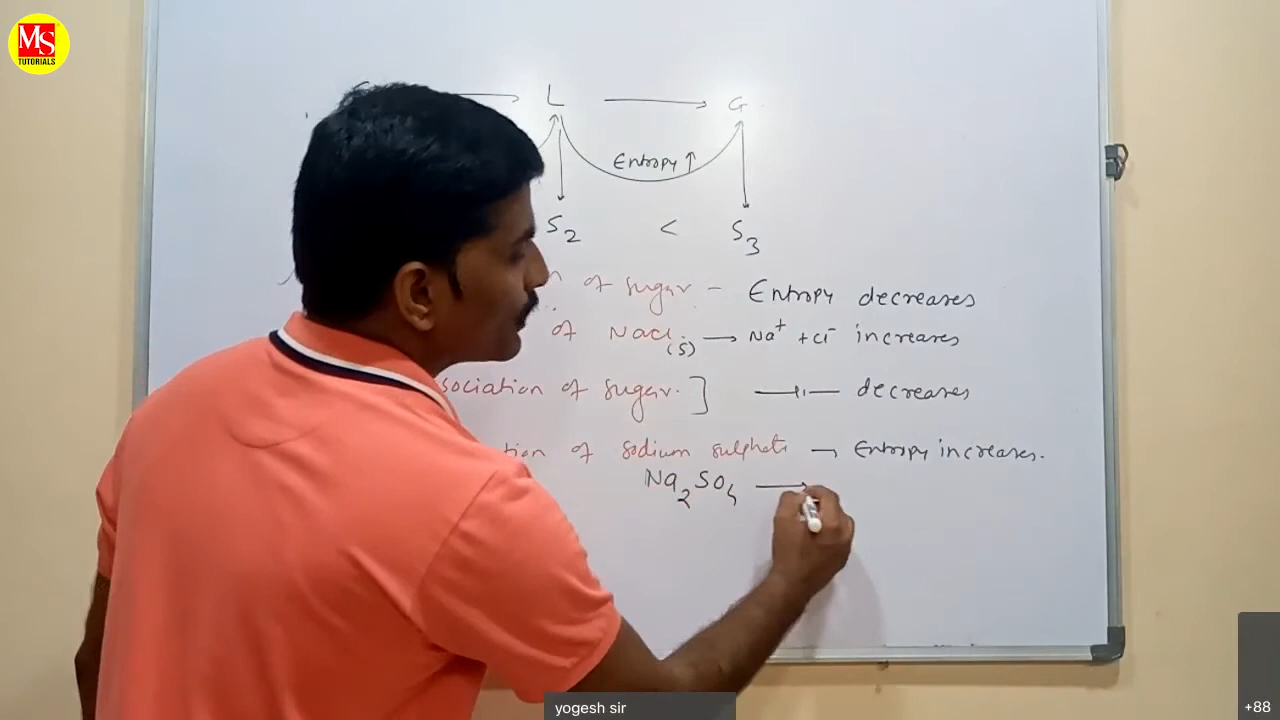 MS
TUTORIALS
L → G
Entropy ↑
S2 < S3
of sugar - Entropy decreases
of NaCl (s) → Na+ + Cl- increases
sociation of sugar. ] —॥— decreases
tion of sodium sulphate → Entropy increases.
Na2SO4 →
yogesh sir
+88